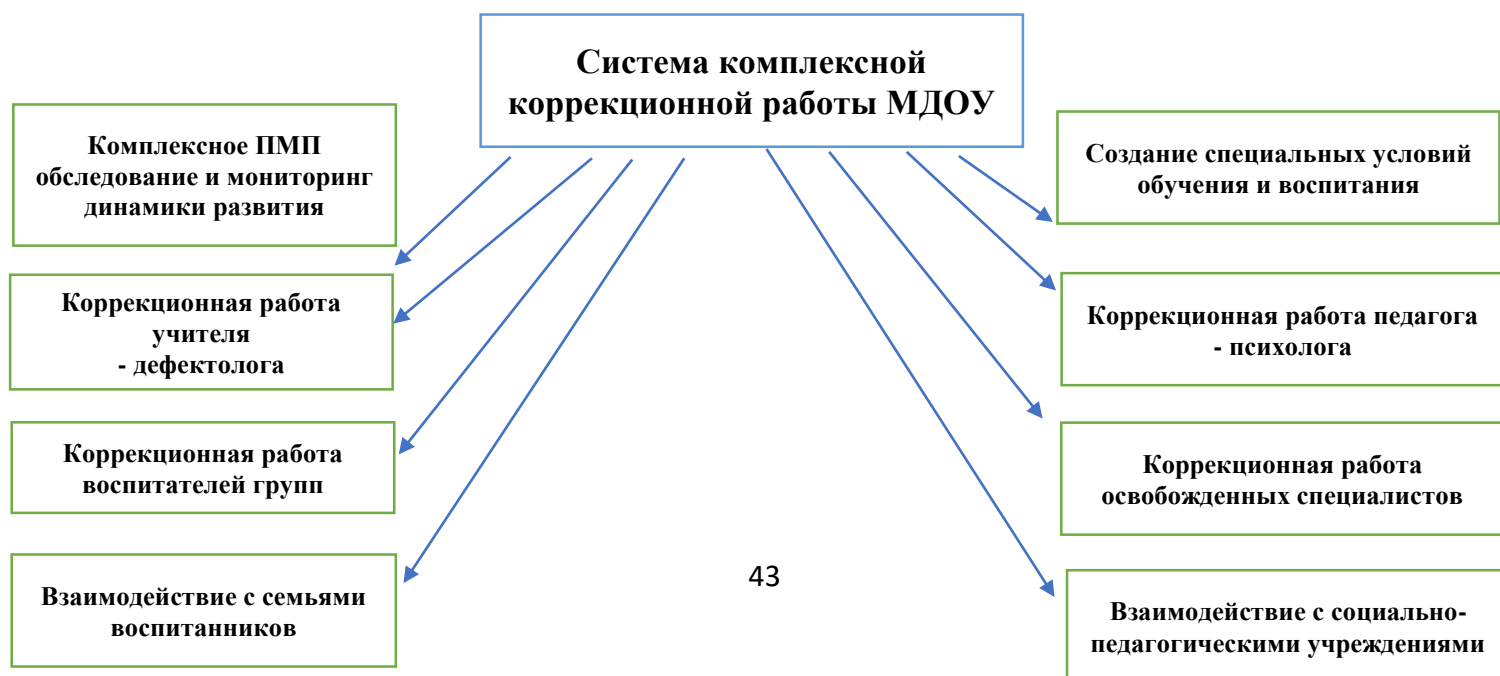 Система комплексной
коррекционной работы МДОУ
Комплексное ПМП
обследование и мониторинг
динамики развития
Создание специальных условий
обучения и воспитания
Коррекционная работа
учителя
- дефектолога
Коррекционная работа педагога
- психолога
Коррекционная работа
воспитателей групп
Коррекционная работа
освобожденных специалистов
Взаимодействие с семьями
воспитанников
43
Взаимодействие с социально-
педагогическими учреждениями